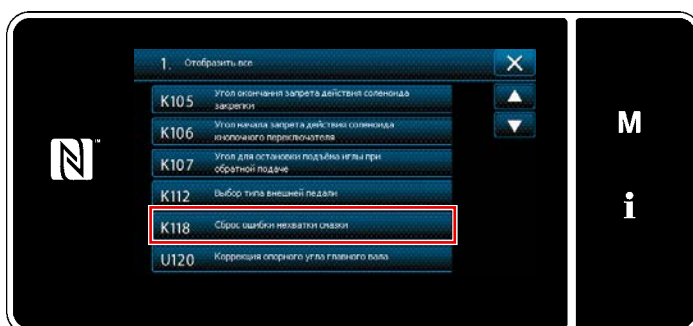 1. Отобразить все
K105 Угол окончания запрета действия соленоида
закрепки
K106 Угол начала запрета действия соленоида
кнопочного переключателя
K107 Угол для остановки подъёма иглы при
обратной подаче
K112 Выбор типа внешней педали
K118 Сброс ошибки нехватки смазки
U120 Коррекция опорного угла главного вала
N
M
i